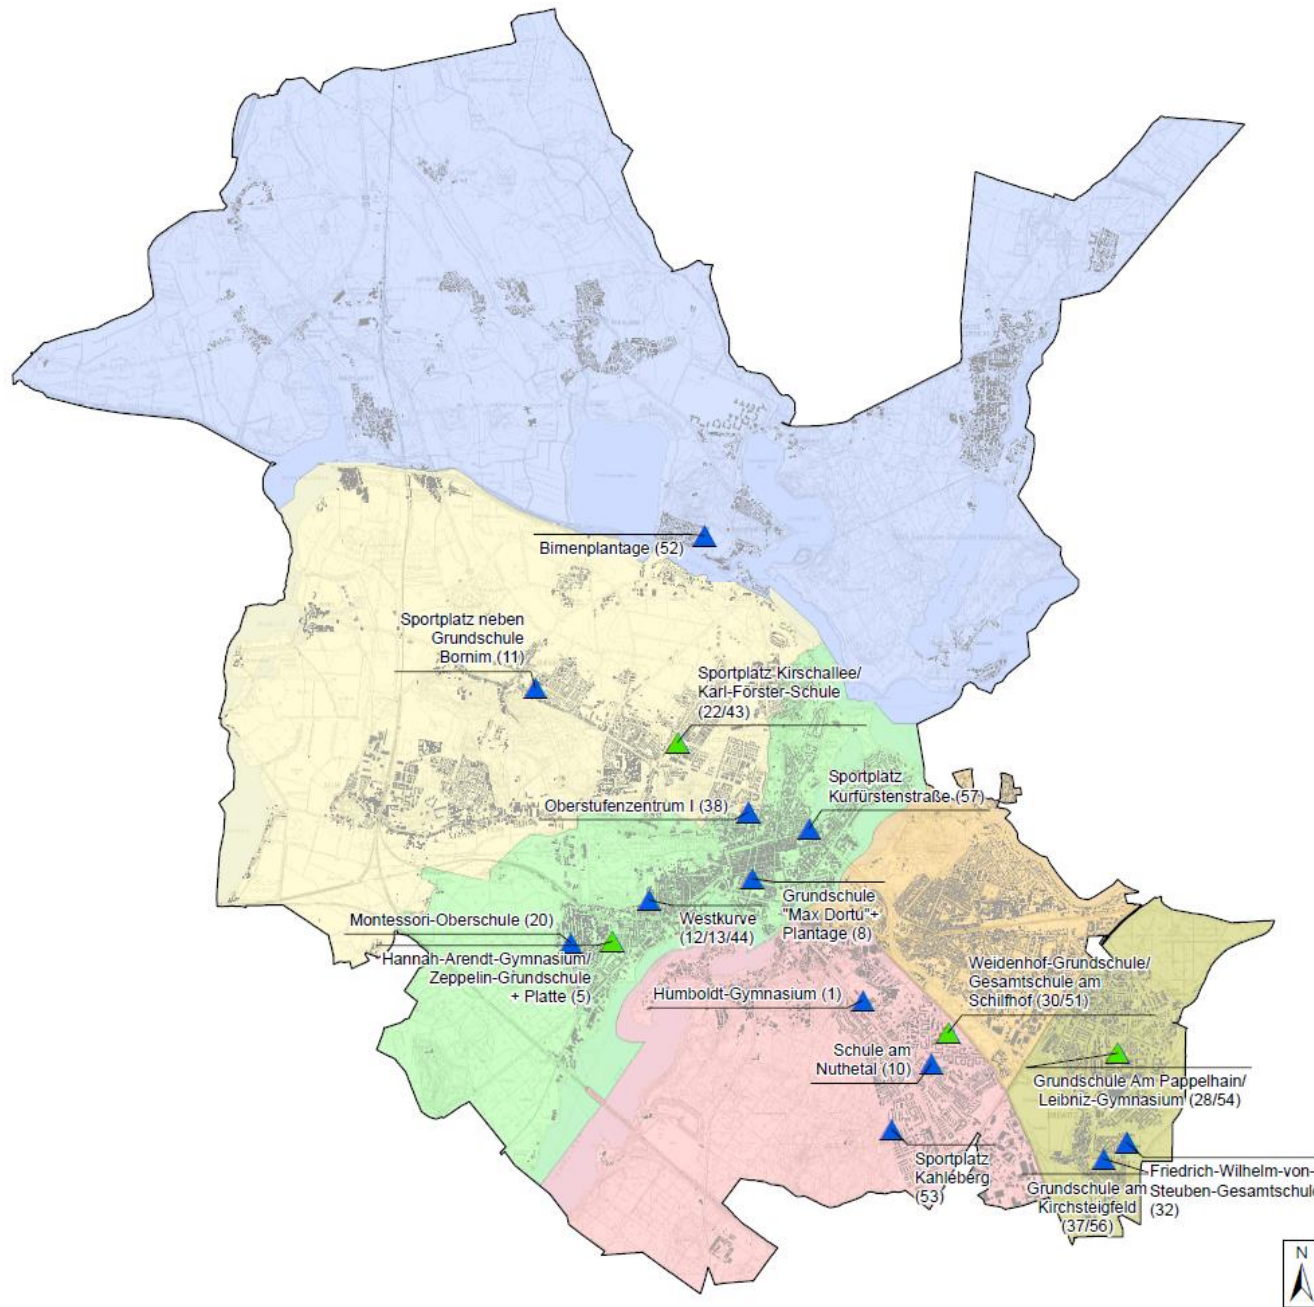 Birnenplantage (52)
Sportplatz neben
Grundschule
Bornim (11)
Sportplatz Kirschallee/
Karl-Förster-Schule
(22/43)
Sportplatz
Kurfürstenstraße (57)
Oberstufenzentrum I (38)
Grundschule
"Max Dortu"+
Plantage (8)
Westkurve
(12/13/44)
Montessori-Oberschule (20)
Hannah-Arendt-Gymnasium/
Zeppelin-Grundschule
+ Platte (5)
Weidenhof-Grundschule/
Gesamtschule am
Schilfhof (30/51)
Humboldt-Gymnasium (1)
Schule am
Nuthetal (10)
Grundschule Am Pappelhain/
Leibniz-Gymnasium (28/54)
Sportplatz
Kahleberg
(53)
Grundschule am
Kirchsteigfeld
(37/56)
Friedrich-Wilhelm-von-
Steuben-Gesamtschule
(32)
N